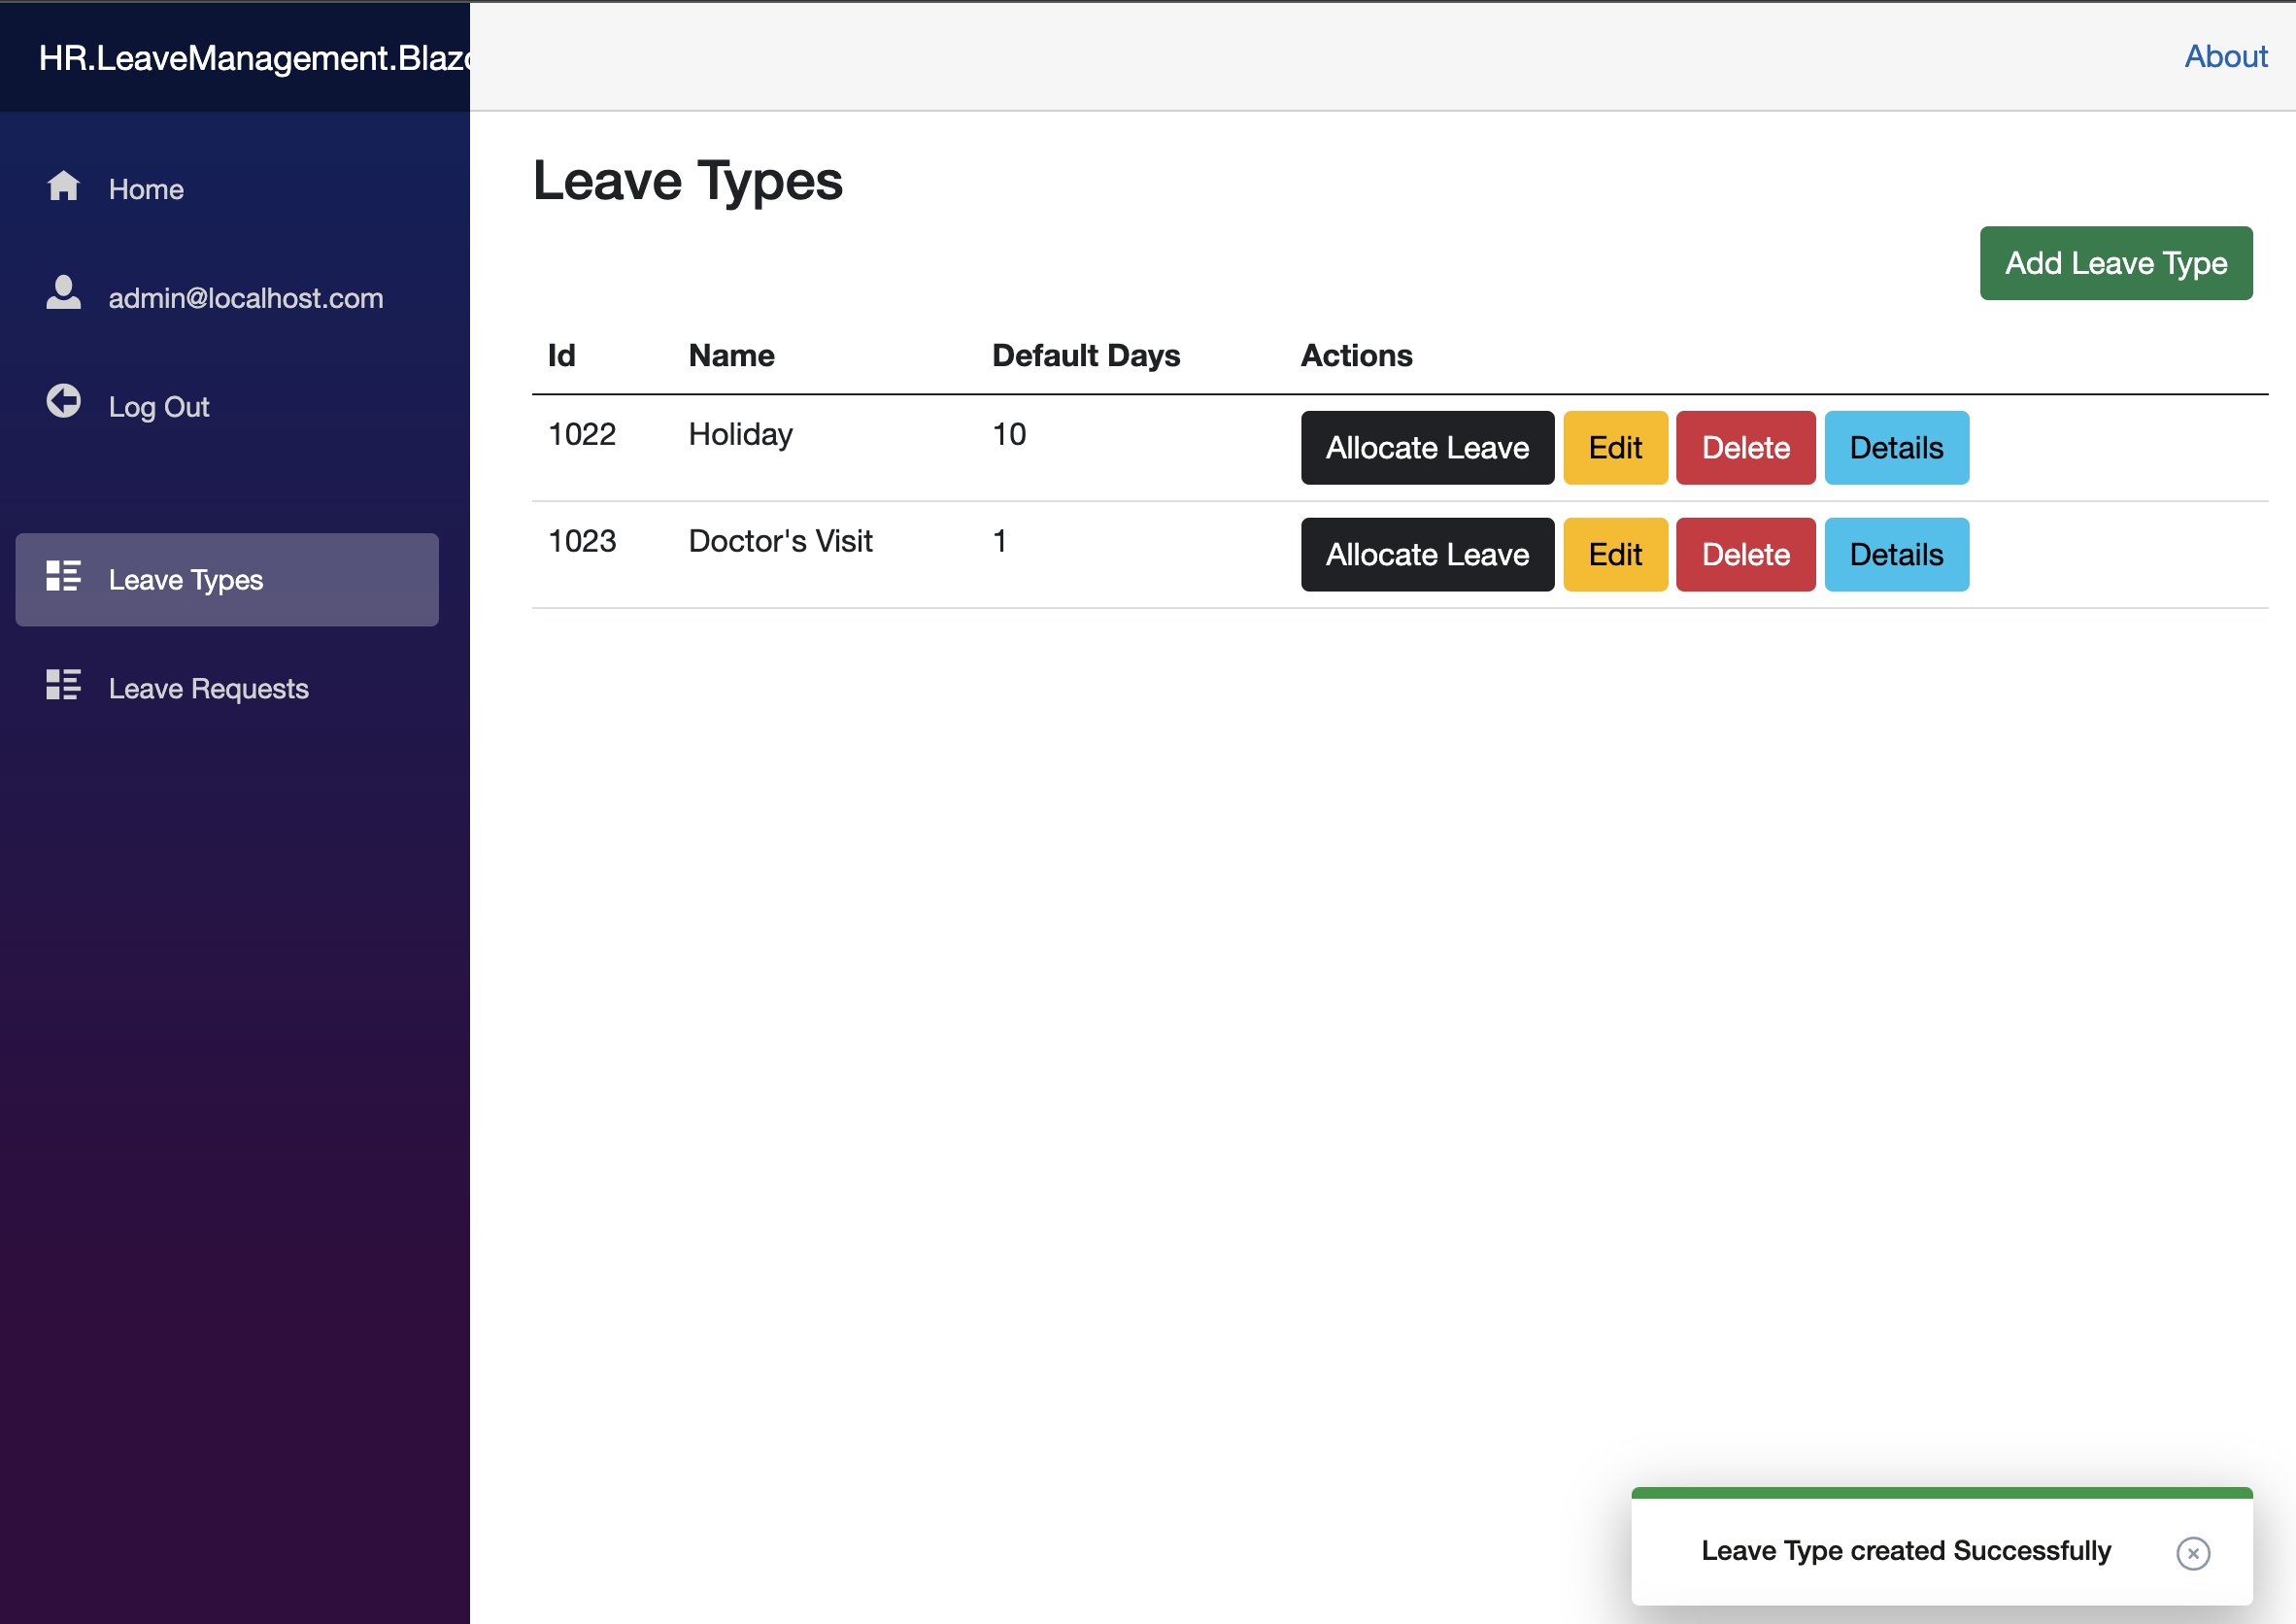 HR.LeaveManagement.Blazo
About
Home
admin@localhost.com
Log Out
Leave Types
Leave Requests
Leave Types
Add Leave Type
Id Name Default Days Actions
1022 Holiday 10 Allocate Leave Edit Delete Details
1023 Doctor's Visit 1 Allocate Leave Edit Delete Details
Leave Type created Successfully